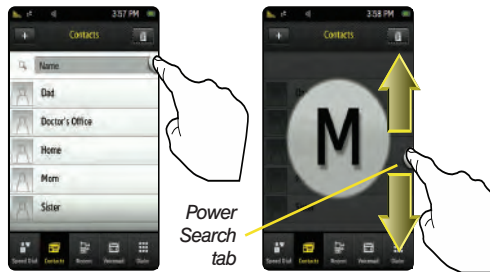 3:57 PM
Contacts
Name
Dad
Doctor's Office
Home
Mom
Sister
Speed Dial Contacts Recent Voicemail Dialer
3:58 PM
Contacts
M
Power
Search
tab
Speed Dial Contacts Recent Voicemail Dialer